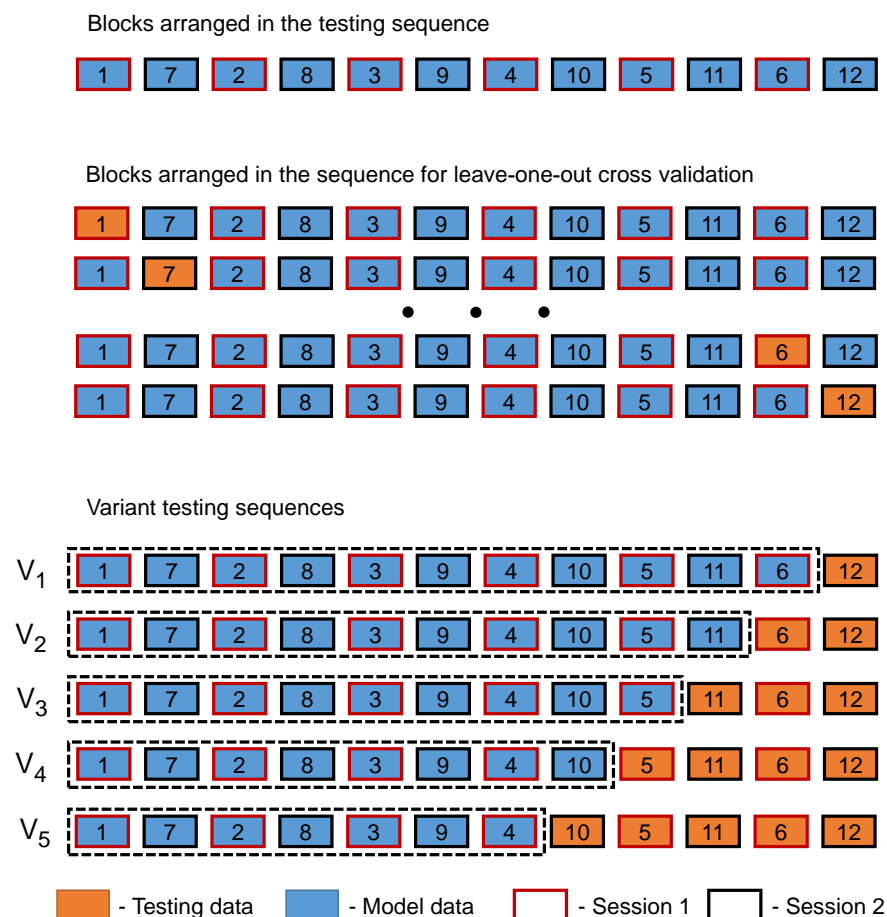 Blocks arranged in the testing sequence
1 7 2 8 3 9 4 10 5 11 6 12
Blocks arranged in the sequence for leave-one-out cross validation
1 7 2 8 3 9 4 10 5 11 6 12
1 7 2 8 3 9 4 10 5 11 6 12
• • •
1 7 2 8 3 9 4 10 5 11 6 12
1 7 2 8 3 9 4 10 5 11 6 12
Variant testing sequences
V1 1 7 2 8 3 9 4 10 5 11 6 12
V2 1 7 2 8 3 9 4 10 5 11 6 12
V3 1 7 2 8 3 9 4 10 5 11 6 12
V4 1 7 2 8 3 9 4 10 5 11 6 12
V5 1 7 2 8 3 9 4 10 5 11 6 12
- Testing data - Model data - Session 1 - Session 2